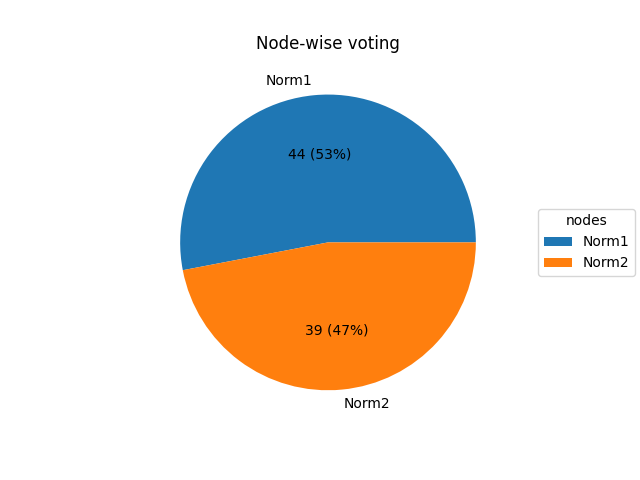 Node-wise voting
Norm1
44 (53%)
nodes
Norm1
Norm2
39 (47%)
Norm2